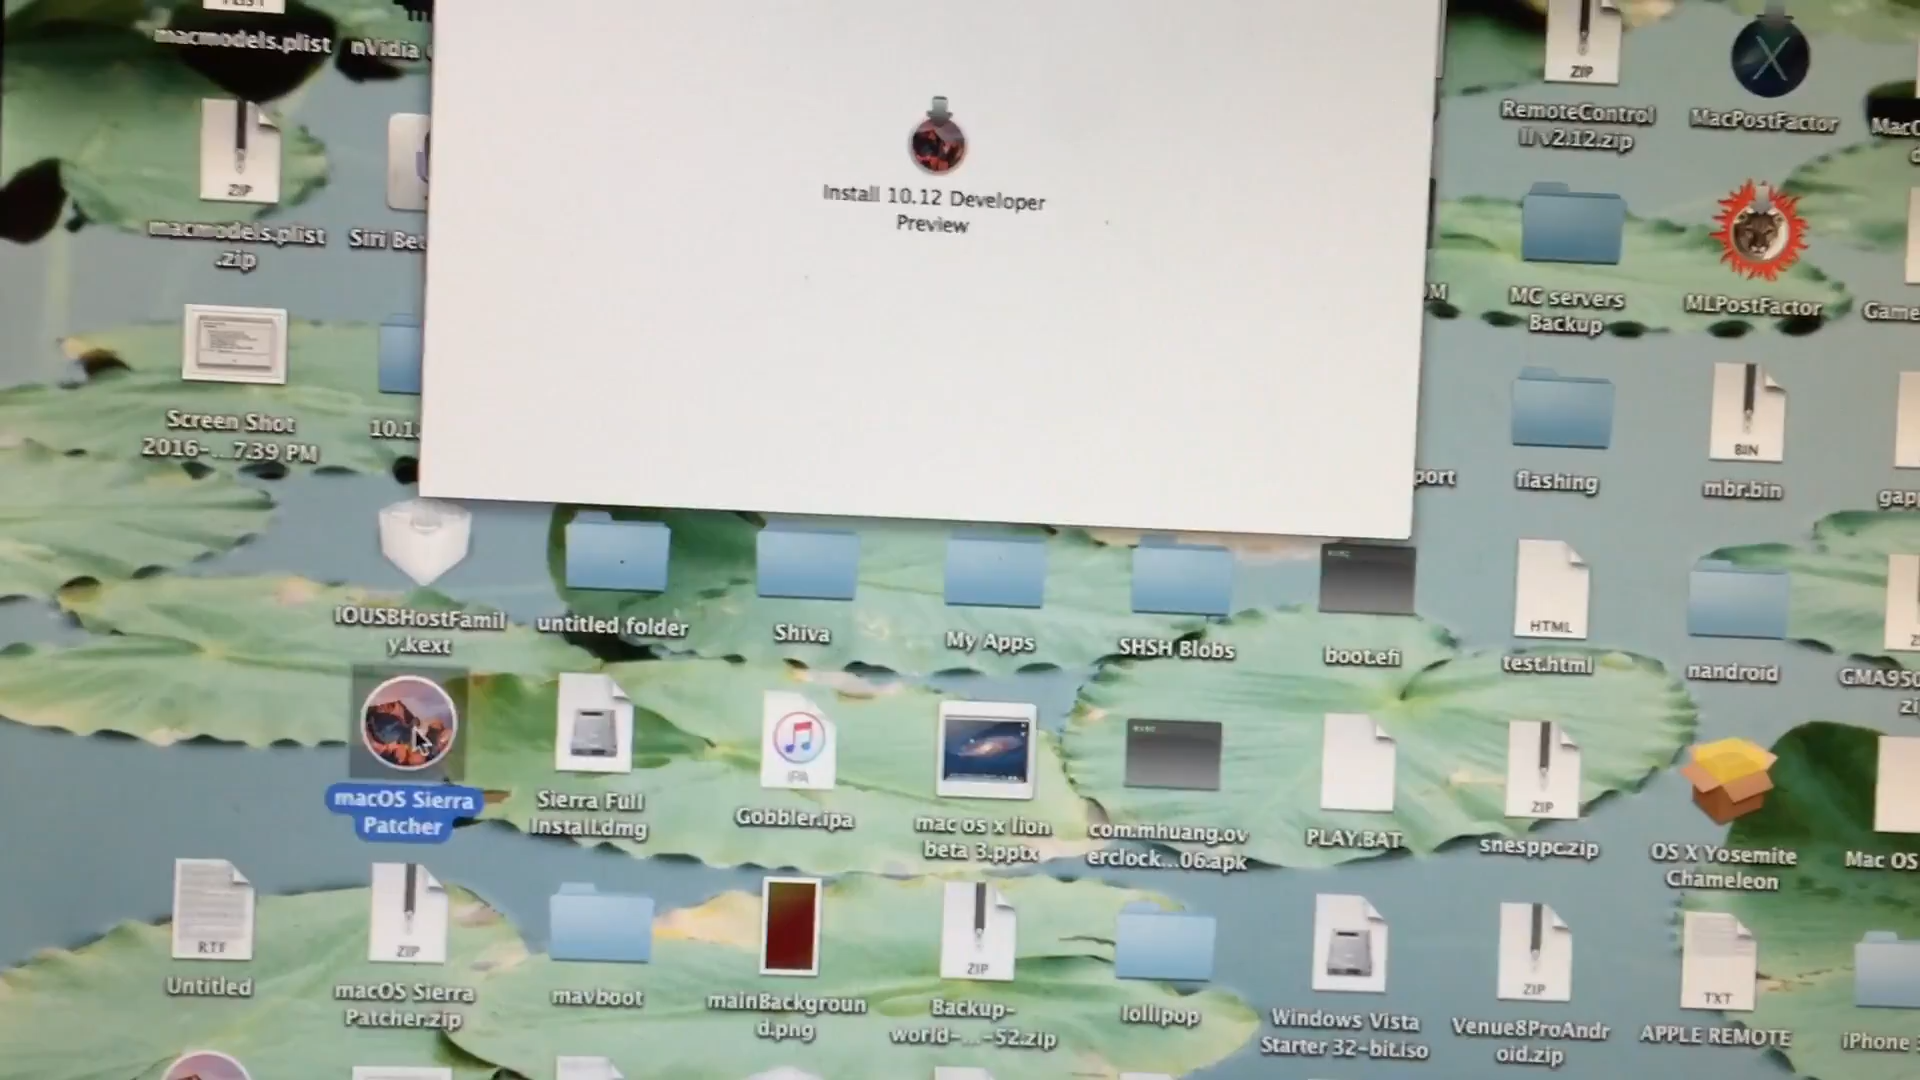 macmodels.plist
nVidia
ZIP
RemoteControl
II v2.12.zip
MacPostFactor
Install 10.12 Developer
Preview
ZIP
macmodels.plist
.zip
Siri Bet
MC servers
Backup
MLPostFactor
Game
Screen Shot
2016-...7.39 PM
10.1
port
flashing
BIN
mbr.bin
IOUSBHostFamil
y.kext
untitled folder
Shiva
My Apps
SHSH Blobs
boot.efi
HTML
test.html
nandroid
GMA950
zi
macOS Sierra
Patcher
Sierra Full
Install.dmg
IPA
Gobbler.ipa
mac os x lion
beta 3.pptx
com.mhuang.ov
erclock...06.apk
PLAY.BAT
ZIP
snesppc.zip
OS X Yosemite
Chameleon
Mac OS
RTF
Untitled
ZIP
macOS Sierra
Patcher.zip
mavboot
mainBackgroun
d.png
ZIP
Backup-
world-...-52.zip
lollipop
Windows Vista
Starter 32-bit.iso
ZIP
Venue8ProAndr
oid.zip
TXT
APPLE REMOTE
iPhone